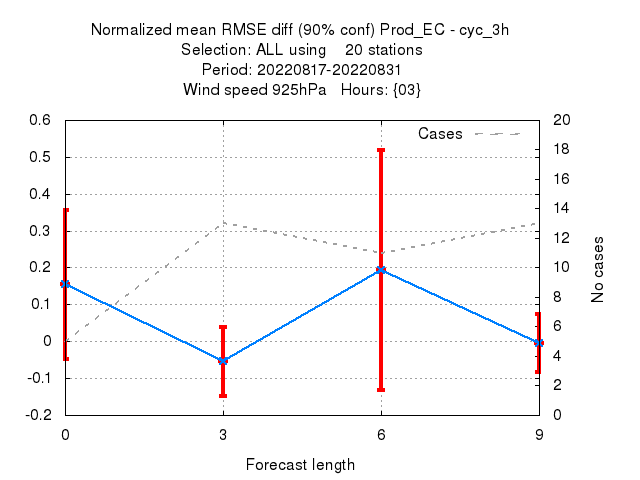 Normalized mean RMSE diff (90% conf) Prod_EC - cyc_3h
Selection: ALL using    20 stations
Period: 20220817-20220831
Wind speed 925hPa   Hours: {03}
Cases
0.6
0.5
0.4
0.3
0.2
0.1
0
-0.1
-0.2
20
18
16
14
12
10
8
6
4
2
0
No cases
0 3 6 9
Forecast length